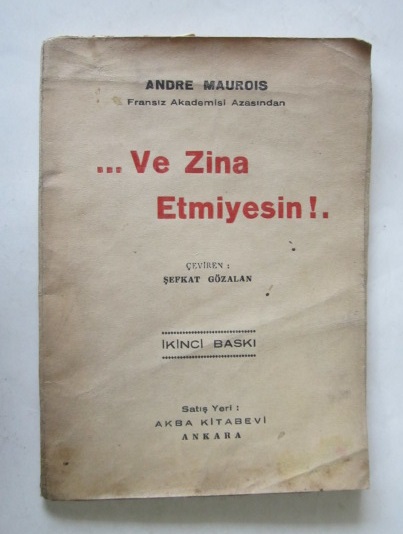 ANDRE MAUROIS
Fransız Akademisi Azasından
... Ve Zina
Etmiyesin!.
ÇEVİREN :
ŞEFKAT GÖZALAN
İKİNCİ BASKI
Satış Yeri :
AKBA KİTABEVİ
ANKARA